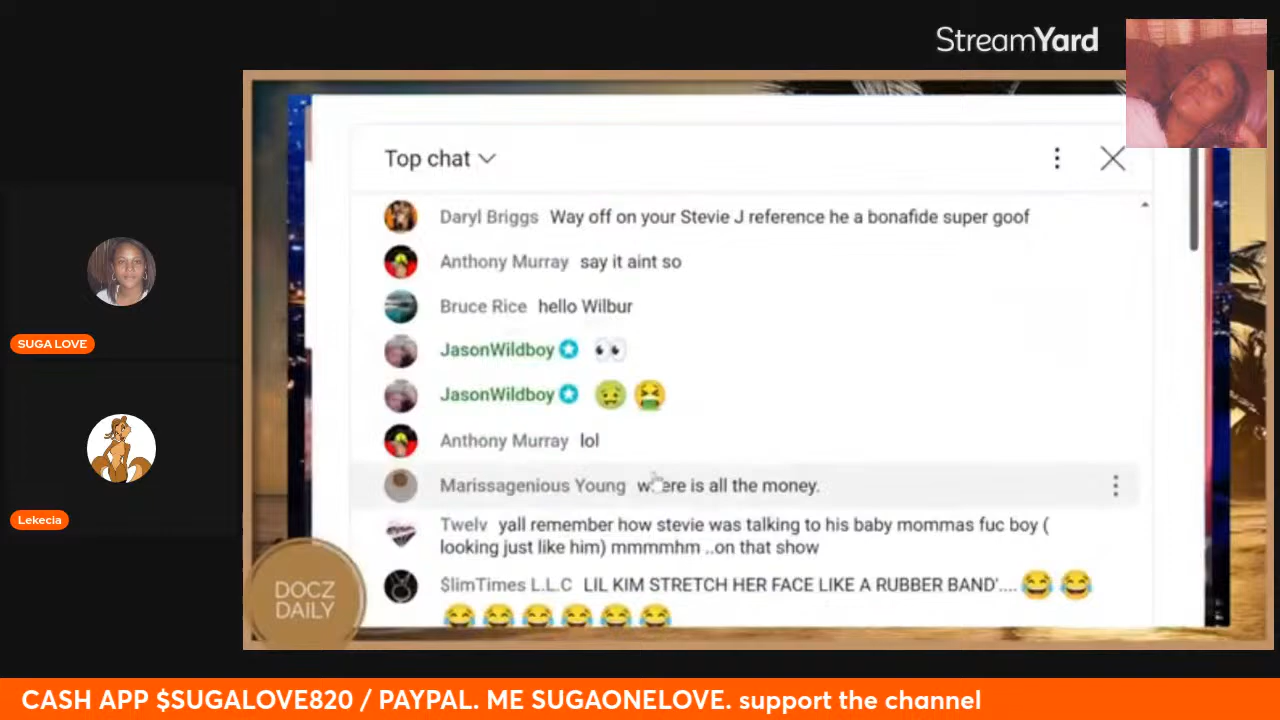 StreamYard
Top chat
Daryl Briggs Way off on your Stevie J reference he a bonafide super goof
Anthony Murray say it aint so
Bruce Rice hello Wilbur
JasonWildboy 👀
JasonWildboy 🤢 🤮
Anthony Murray lol
Marissagenious Young where is all the money.
Twelv yall remember how stevie was talking to his baby mommas fuc boy (
looking just like him) mmmmhm ..on that show
$limTimes L.L.C LIL KIM STRETCH HER FACE LIKE A RUBBER BAND'.... 😂 😂
😂 😂 😂 😂 😂 😂
SUGA LOVE
Lekecia
DOCZ
DAILY
CASH APP $SUGALOVE820 / PAYPAL. ME SUGAONELOVE. support the channel